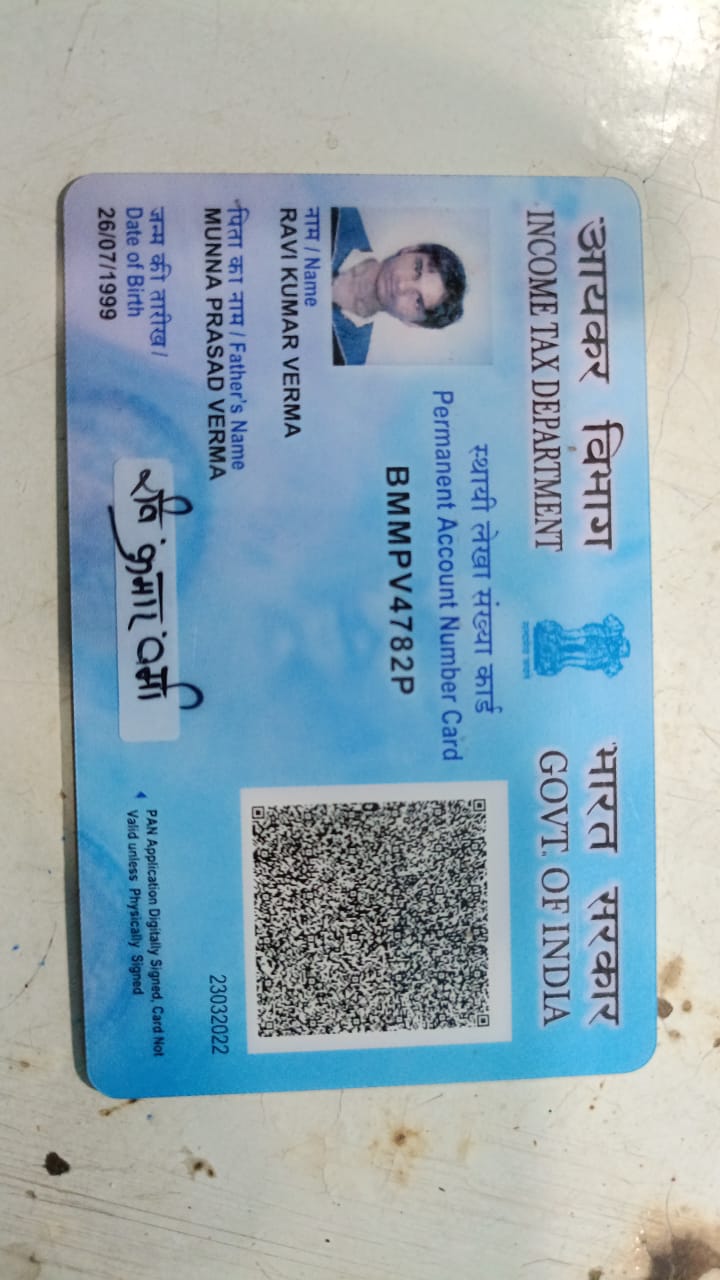 आयकर विभाग
INCOME TAX DEPARTMENT
भारत सरकार
GOVT. OF INDIA
स्थायी लेखा संख्या कार्ड
Permanent Account Number Card
BMMPV4782P
नाम / Name
RAVI KUMAR VERMA
पिता का नाम / Father's Name
MUNNA PRASAD VERMA
जन्म की तारीख /
Date of Birth
26/07/1999
रवि कुमार वर्मा
23032022
PAN Application Digitally Signed, Card Not
Valid unless Physically Signed